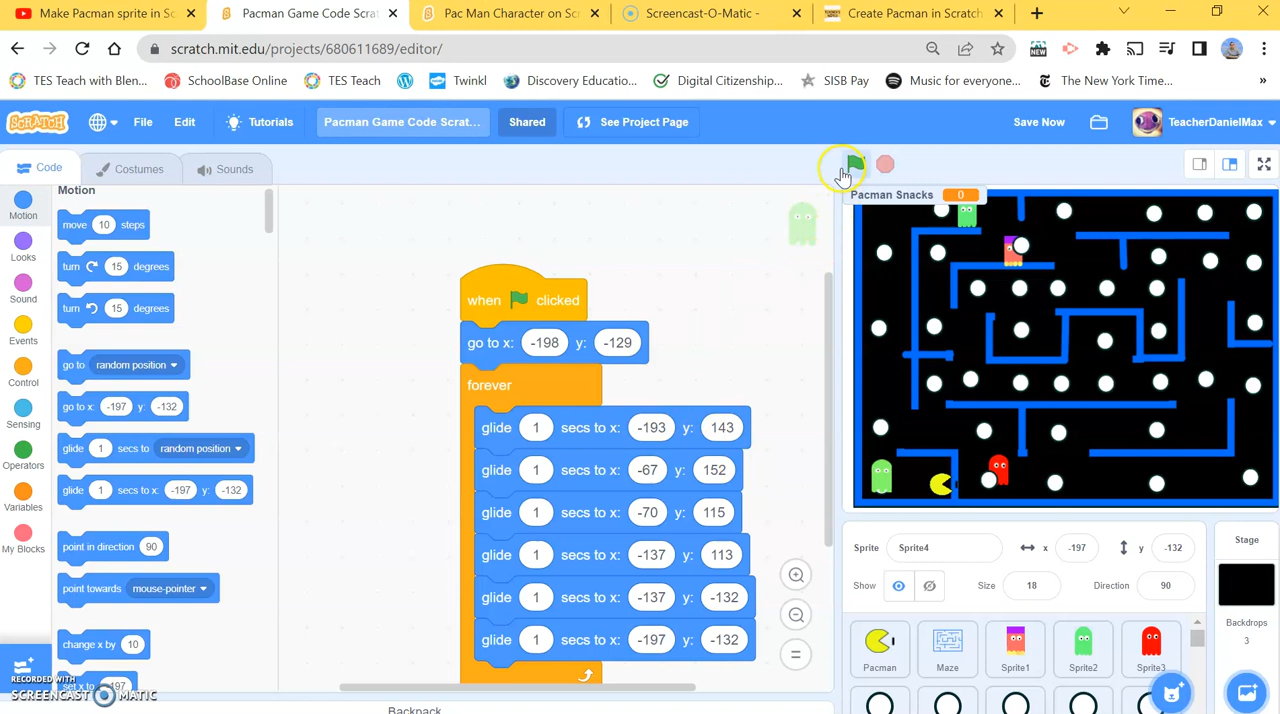 Make Pacman sprite in Sc
Pacman Game Code Scrat
Pac Man Character on Scr
Screencast-O-Matic -
Create Pacman in Scratch
scratch.mit.edu/projects/680611689/editor/
NEW
TES Teach with Blen...
SchoolBase Online
TES Teach
Twinkl
Discovery Educatio...
Digital Citizenship...
SISB Pay
Music for everyone...
The New York Times...
»
SCRATCH
File
Edit
Tutorials
Pacman Game Code Scrat...
Shared
See Project Page
Save Now
TeacherDanielMax
Code
Costumes
Sounds
Motion
Looks
Sound
Events
Control
Sensing
Operators
Variables
My Blocks
Motion
move 10 steps
turn 15 degrees
turn 15 degrees
go to random position
go to x: -197 y: -132
glide 1 secs to random position
glide 1 secs to x: -197 y: -132
point in direction 90
point towards mouse-pointer
change x by 10
set x to -197
when clicked
go to x: -198 y: -129
forever
glide 1 secs to x: -193 y: 143
glide 1 secs to x: -67 y: 152
glide 1 secs to x: -70 y: 115
glide 1 secs to x: -137 y: 113
glide 1 secs to x: -137 y: -132
glide 1 secs to x: -197 y: -132
Backpack
Pacman Snacks 0
Sprite Sprite4 x -197 y -132
Show Size 18 Direction 90
Pacman
Maze
Sprite1
Sprite2
Sprite3
Stage
Backdrops
3
RECORDED WITH
SCREENCAST MATIC